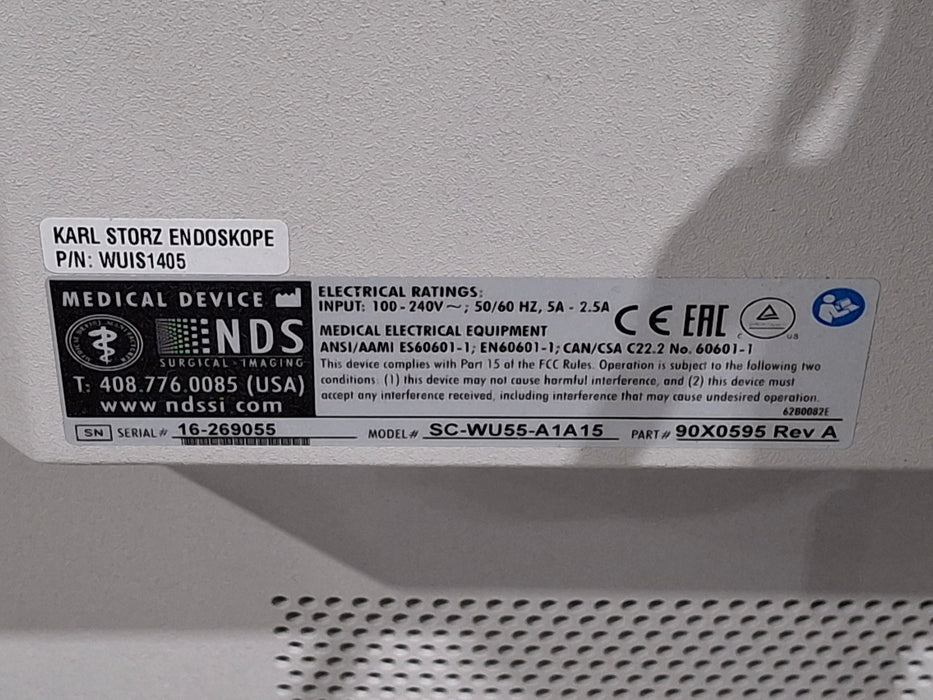 KARL STORZ ENDOSKOPE
P/N: WUIS1405
MEDICAL DEVICE
NDS
SURGICAL·IMAGING
T: 408.776.0085 (USA)
www ndssi com
ELECTRICAL RATINGS:
INPUT: 100-240V~; 50/60 HZ, 5A - 2.5A
MEDICAL ELECTRICAL EQUIPMENT
ANSI/AAMI ES60601-1; EN60601-1; CAN/CSA C22.2 No. 60601-1
This device complies with Part 15 of the FCC Rules. Operation is subject to the following two
conditions. (1) this device may not cause harmful interference, and (2) this device must
accept any interference received, including interference that may cause undesired operation.
CE EAC
C US
62B0082E
SN SERIAL# 16-269055 MODEL# SC-WU55-A1A15 PART# 90X0595 Rev A